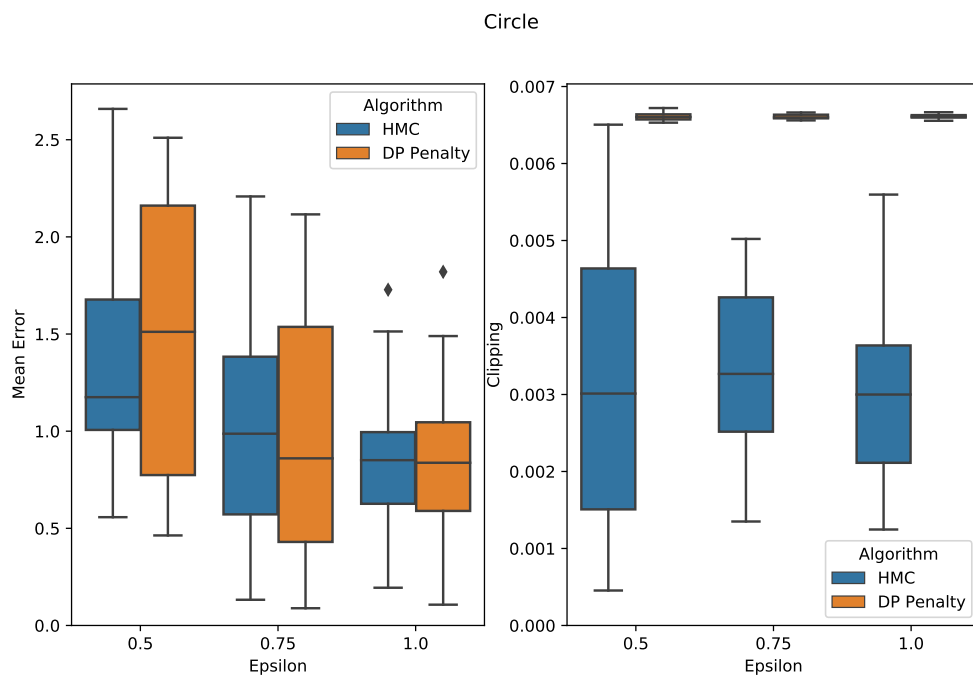 Circle
Mean Error
2.5
2.0
1.5
1.0
0.5
0.0
0.5
0.75
1.0
Epsilon
Algorithm
HMC
DP Penalty
Clipping
0.007
0.006
0.005
0.004
0.003
0.002
0.001
0.000
0.5
0.75
1.0
Epsilon
Algorithm
HMC
DP Penalty